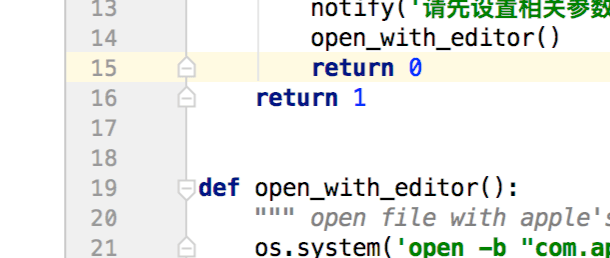 13 notify('请先设置相关参数
14 open_with_editor()
15 return 0
16 return 1
17
18
19 def open_with_editor():
20 """ open file with apple's
21 os.system('open -b "com.ap